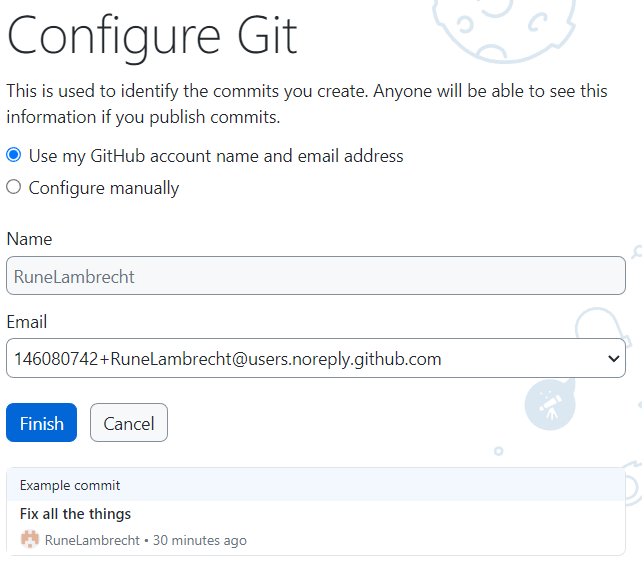 Configure Git
This is used to identify the commits you create. Anyone will be able to see this
information if you publish commits.
Use my GitHub account name and email address
Configure manually
Name
RuneLambrecht
Email
146080742+RuneLambrecht@users.noreply.github.com
Finish Cancel
Example commit
Fix all the things
RuneLambrecht • 30 minutes ago